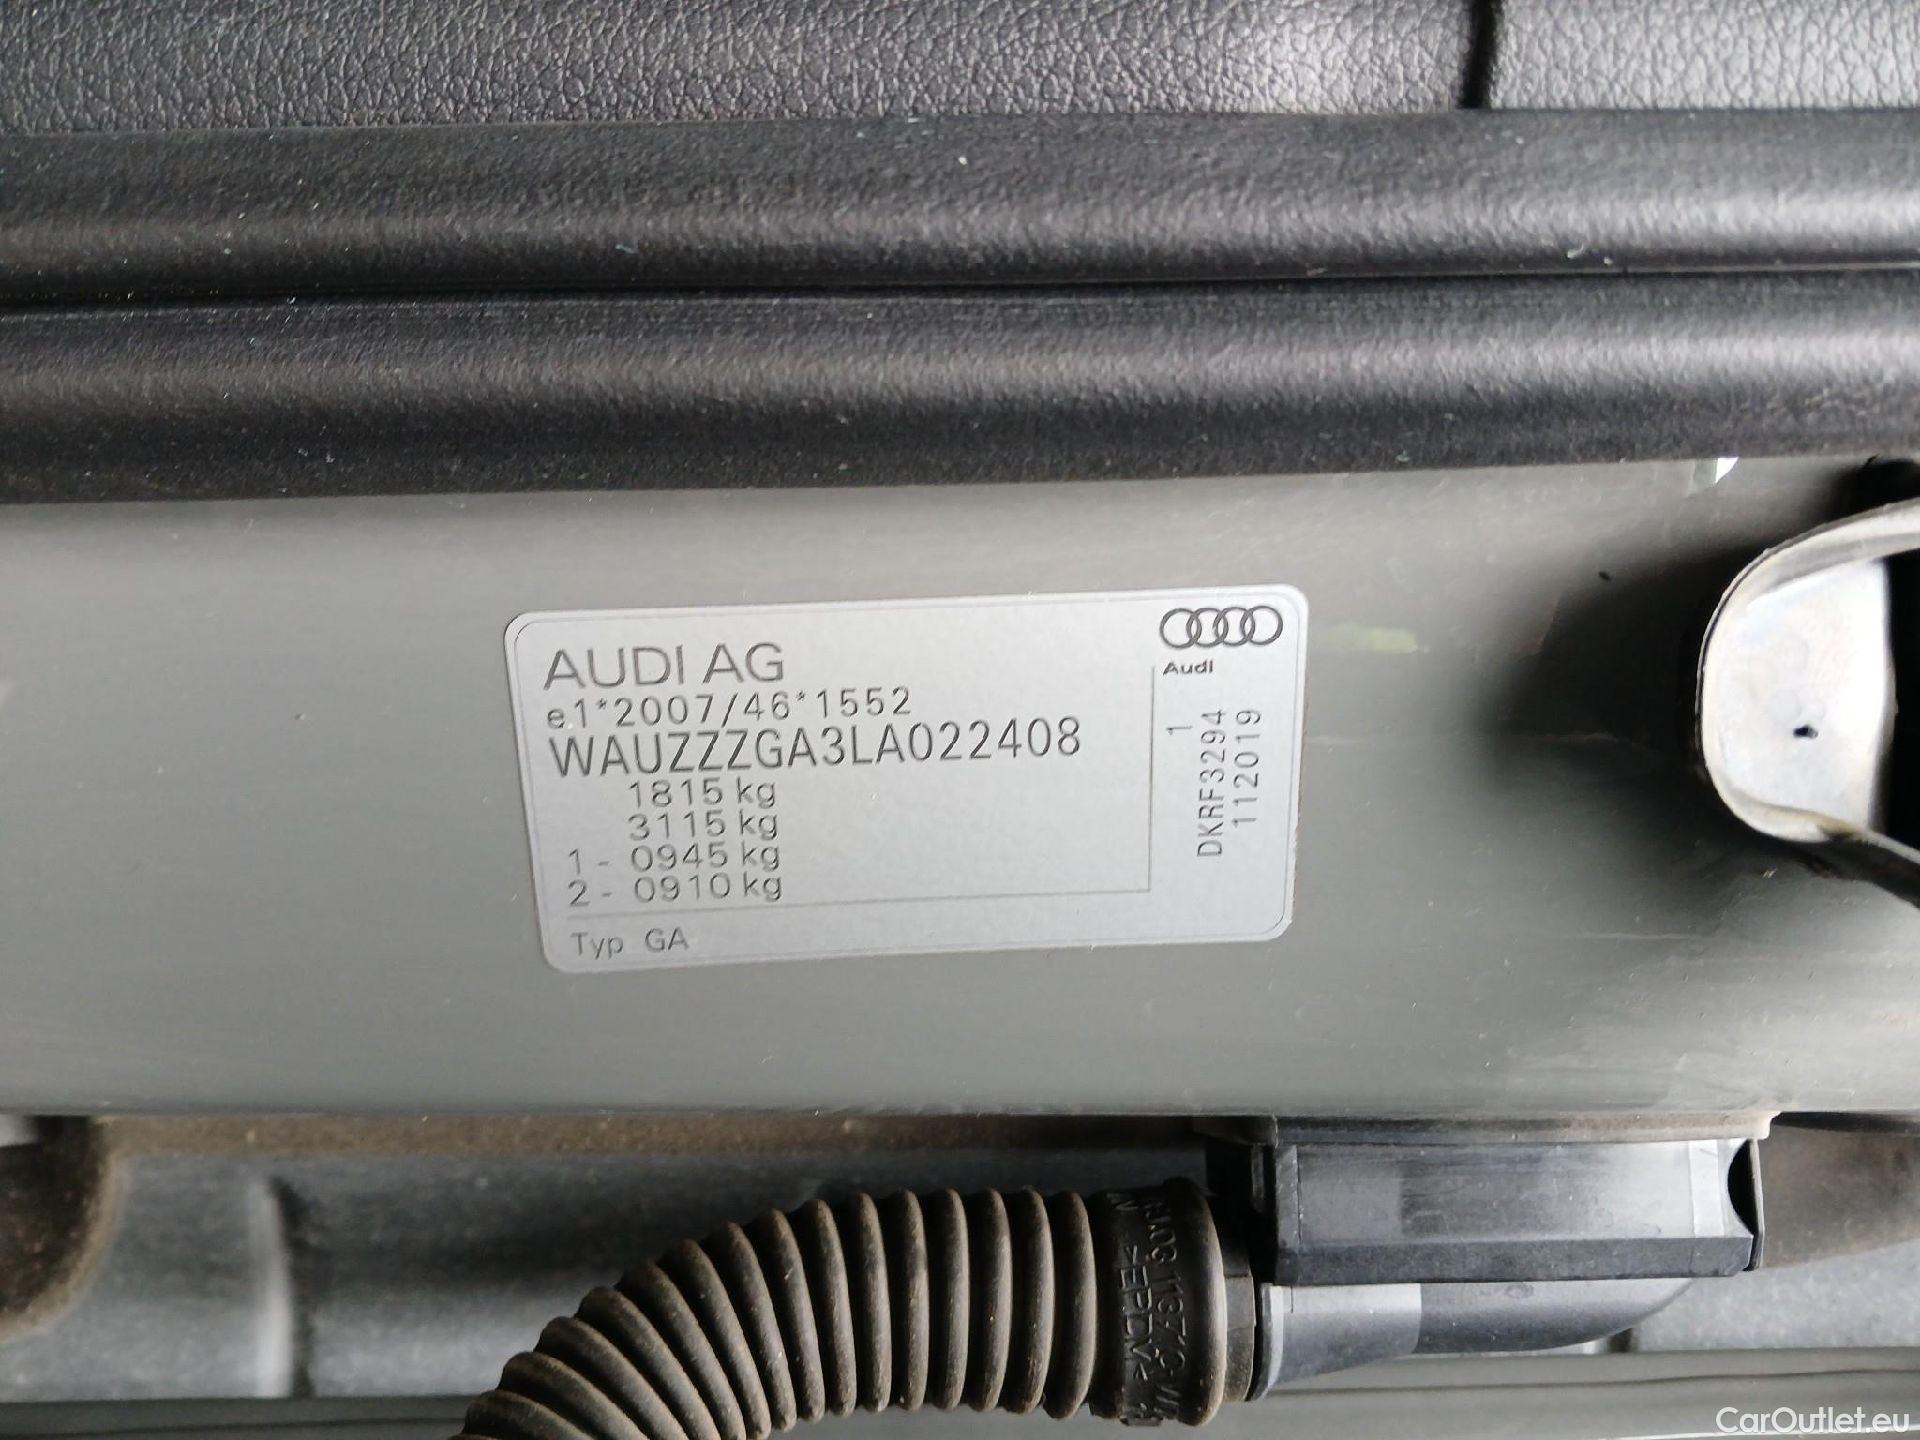 AUDI AG
e.1*2007/46*1552
WAUZZZGA3LA022408
1815 kg
3115 kg
1 - 0945 kg
2 - 0910 kg
Typ GA
Audi
1
DKRF3294
112019
CarOutlet.eu